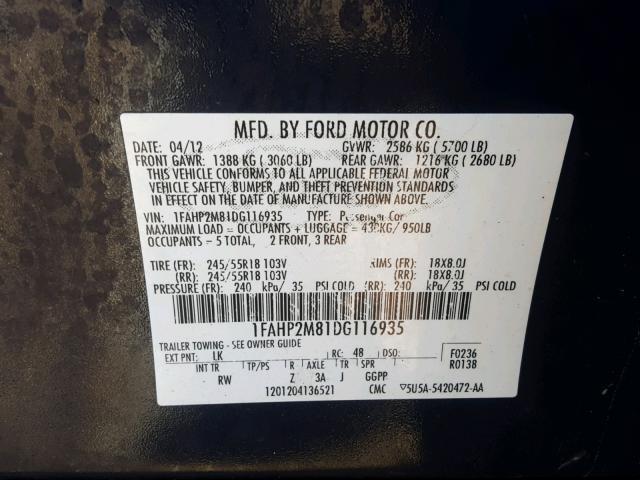 MFD. BY FORD MOTOR CO.
DATE: 04/12 GVWR: 2586 KG ( 5700 LB)
FRONT GAWR: 1388 KG ( 3060 LB) REAR GAWR: 1216 KG ( 2680 LB)
THIS VEHICLE CONFORMS TO ALL APPLICABLE FEDERAL MOTOR
VEHICLE SAFETY, BUMPER, AND THEFT PREVENTION STANDARDS
IN EFFECT ON THE DATE OF MANUFACTURE SHOWN ABOVE.
VIN: 1FAHP2M81DG116935 TYPE: Passenger Car
MAXIMUM LOAD = OCCUPANTS + LUGGAGE = 430KG/ 950LB
OCCUPANTS - 5 TOTAL, 2 FRONT, 3 REAR
TIRE (FR): 245/55R18 103V RIMS (FR): 18X8.0J
(RR): 245/55R18 103V (RR): 18X8.0J
PRESSURE (FR): 240 kPa/ 35 PSI COLD (RR): 240 kPa/ 35 PSI COLD
1FAHP2M81DG116935
TRAILER TOWING - SEE OWNER GUIDE
EXT PNT: LK RC: 48 DSO: F0236
INT TR TP/PS R AXLE TR SPR R0138
RW Z 3A J GGPP
1201204136521 CMC ▽5U5A-5420472-AA